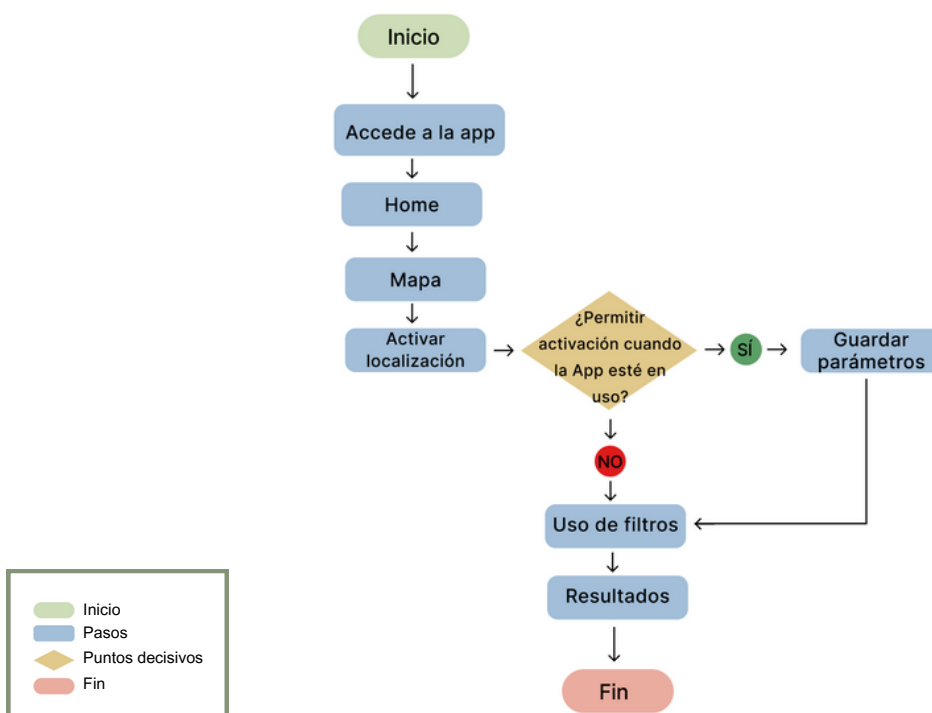 Inicio
Accede a la app
Home
Mapa
Activar
localización
¿Permitir
activación cuando
la App esté en
uso?
SÍ
Guardar
parámetros
NO
Uso de filtros
Resultados
Fin
Inicio
Pasos
Puntos decisivos
Fin